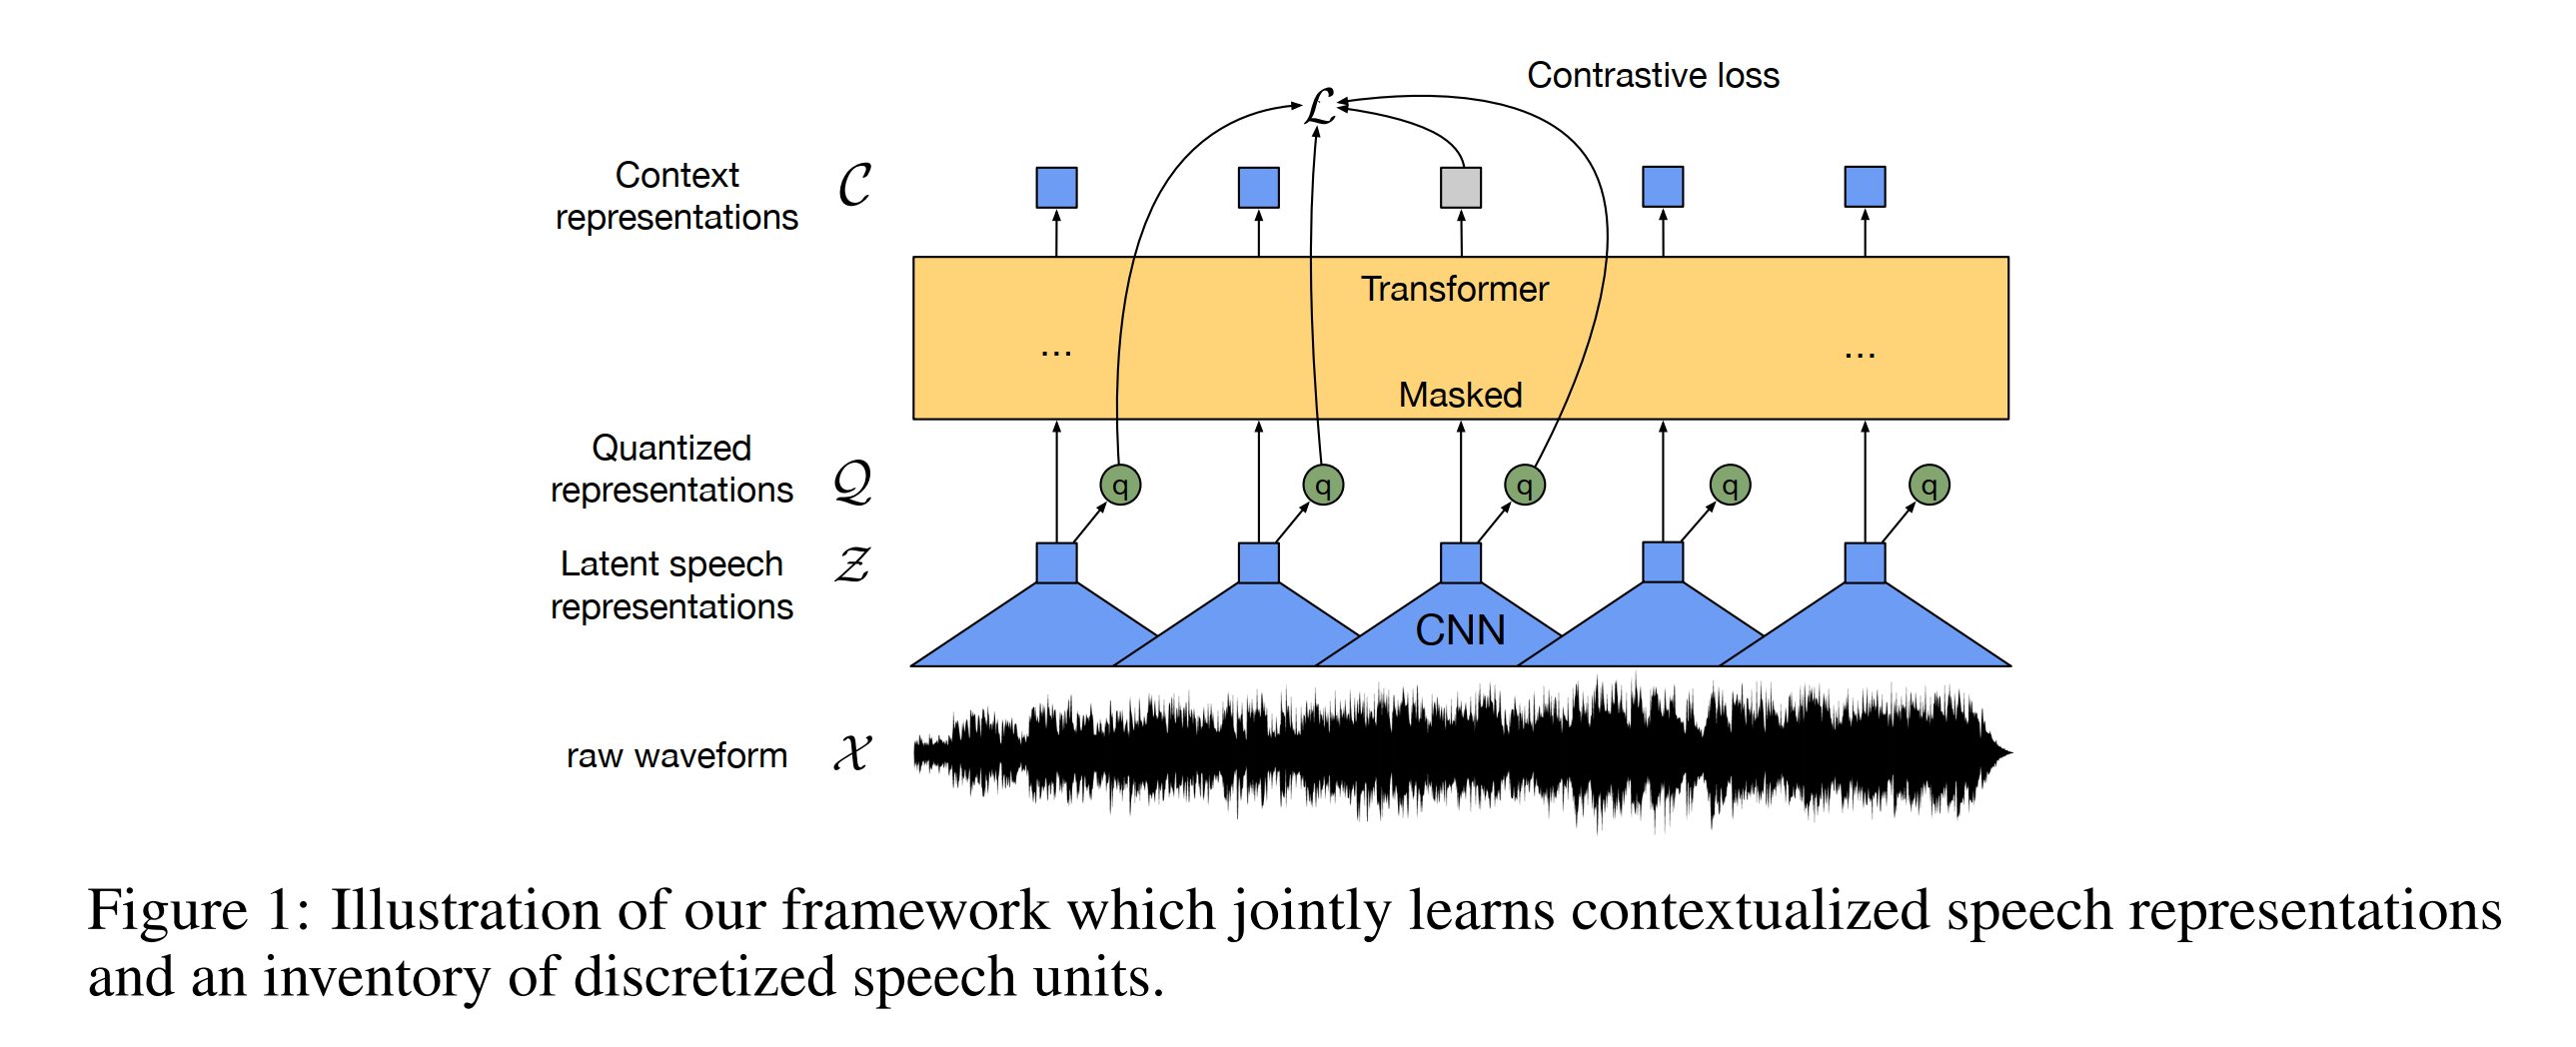 Contrastive loss
ℒ
Context
representations
𝒞
Transformer
... ...
Masked
Quantized
representations
𝒬
q q q q q
Latent speech
representations
𝒵
CNN
raw waveform
𝒳
Figure 1: Illustration of our framework which jointly learns contextualized speech representations
and an inventory of discretized speech units.